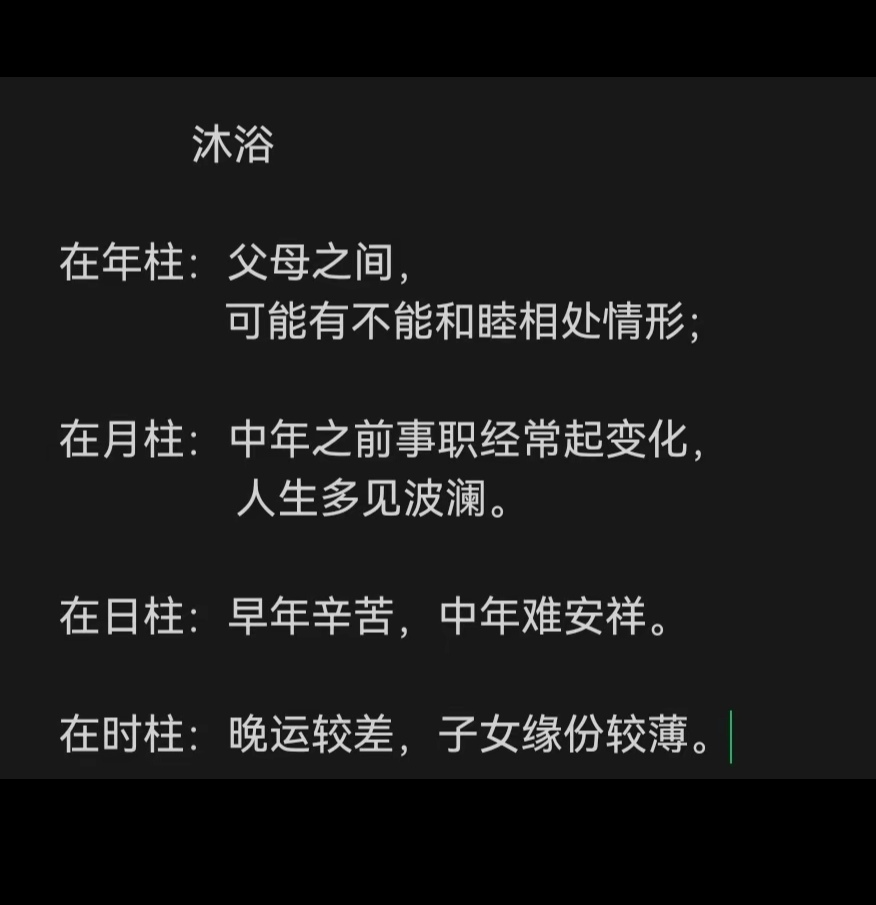 沐浴
在年柱：父母之间，
可能有不能和睦相处情形；
在月柱：中年之前事职经常起变化，
人生多见波澜。
在日柱：早年辛苦，中年难安祥。
在时柱：晚运较差，子女缘份较薄。